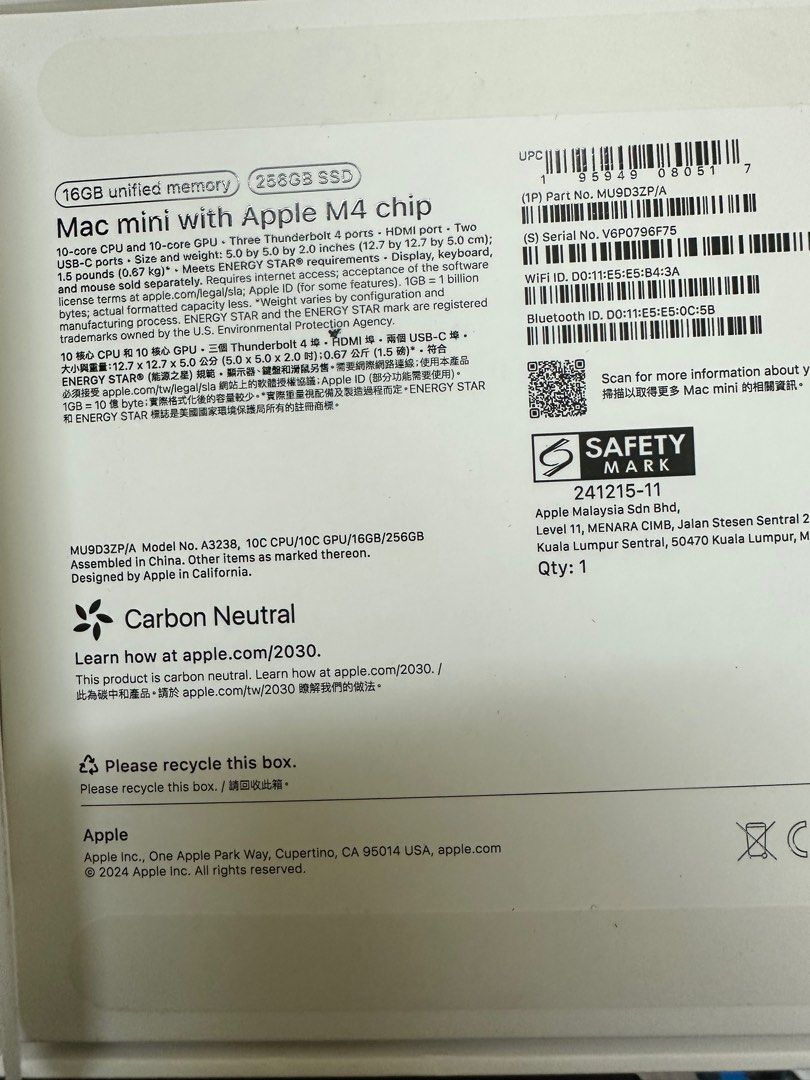 16GB unified memory 256GB SSD
Mac mini with Apple M4 chip
10-core CPU and 10-core GPU • Three Thunderbolt 4 ports • HDMI port • Two
USB-C ports • Size and weight: 5.0 by 5.0 by 2.0 inches (12.7 by 12.7 by 5.0 cm);
1.5 pounds (0.67 kg)* • Meets ENERGY STAR® requirements • Display, keyboard,
and mouse sold separately. Requires internet access; acceptance of the software
license terms at apple.com/legal/sla; Apple ID (for some features). 1GB = 1 billion
bytes; actual formatted capacity less. *Weight varies by configuration and
manufacturing process. ENERGY STAR and the ENERGY STAR mark are registered
trademarks owned by the U.S. Environmental Protection Agency.
10 核心 CPU 和 10 核心 GPU • 三個 Thunderbolt 4 埠 • HDMI 埠 • 兩個 USB-C 埠 •
大小與重量：12.7 x 12.7 x 5.0 公分 (5.0 x 5.0 x 2.0 吋)；0.67 公斤 (1.5 磅)* • 符合
ENERGY STAR® (能源之星) 規範 • 顯示器、鍵盤和滑鼠另售。需要網際網路連線；使用本產品
必須接受 apple.com/tw/legal/sla 網站上的軟體授權協議；Apple ID (部分功能需要使用)。
1GB = 10 億 byte；實際格式化後的容量較少。*實際重量視配備及製造過程而定。ENERGY STAR
和 ENERGY STAR 標誌是美國國家環境保護局所有的註冊商標。
MU9D3ZP/A Model No. A3238, 10C CPU/10C GPU/16GB/256GB
Assembled in China. Other items as marked thereon.
Designed by Apple in California.
Carbon Neutral
Learn how at apple.com/2030.
This product is carbon neutral. Learn how at apple.com/2030. /
此為碳中和產品。請於 apple.com/tw/2030 瞭解我們的做法。
Please recycle this box.
Please recycle this box. / 請回收此箱。
Apple
Apple Inc., One Apple Park Way, Cupertino, CA 95014 USA, apple.com
© 2024 Apple Inc. All rights reserved.
UPC
1 95949 08051 7
(1P) Part No. MU9D3ZP/A
(S) Serial No. V6P0796F75
WiFi ID. D0:11:E5:E5:B4:3A
Bluetooth ID. D0:11:E5:E5:0C:5B
Scan for more information about
掃描以取得更多 Mac mini 的相關資訊。
SAFETY
MARK
241215-11
Apple Malaysia Sdn Bhd,
Level 11, MENARA CIMB, Jalan Stesen Sentral 2
Kuala Lumpur Sentral, 50470 Kuala Lumpur,
Qty: 1